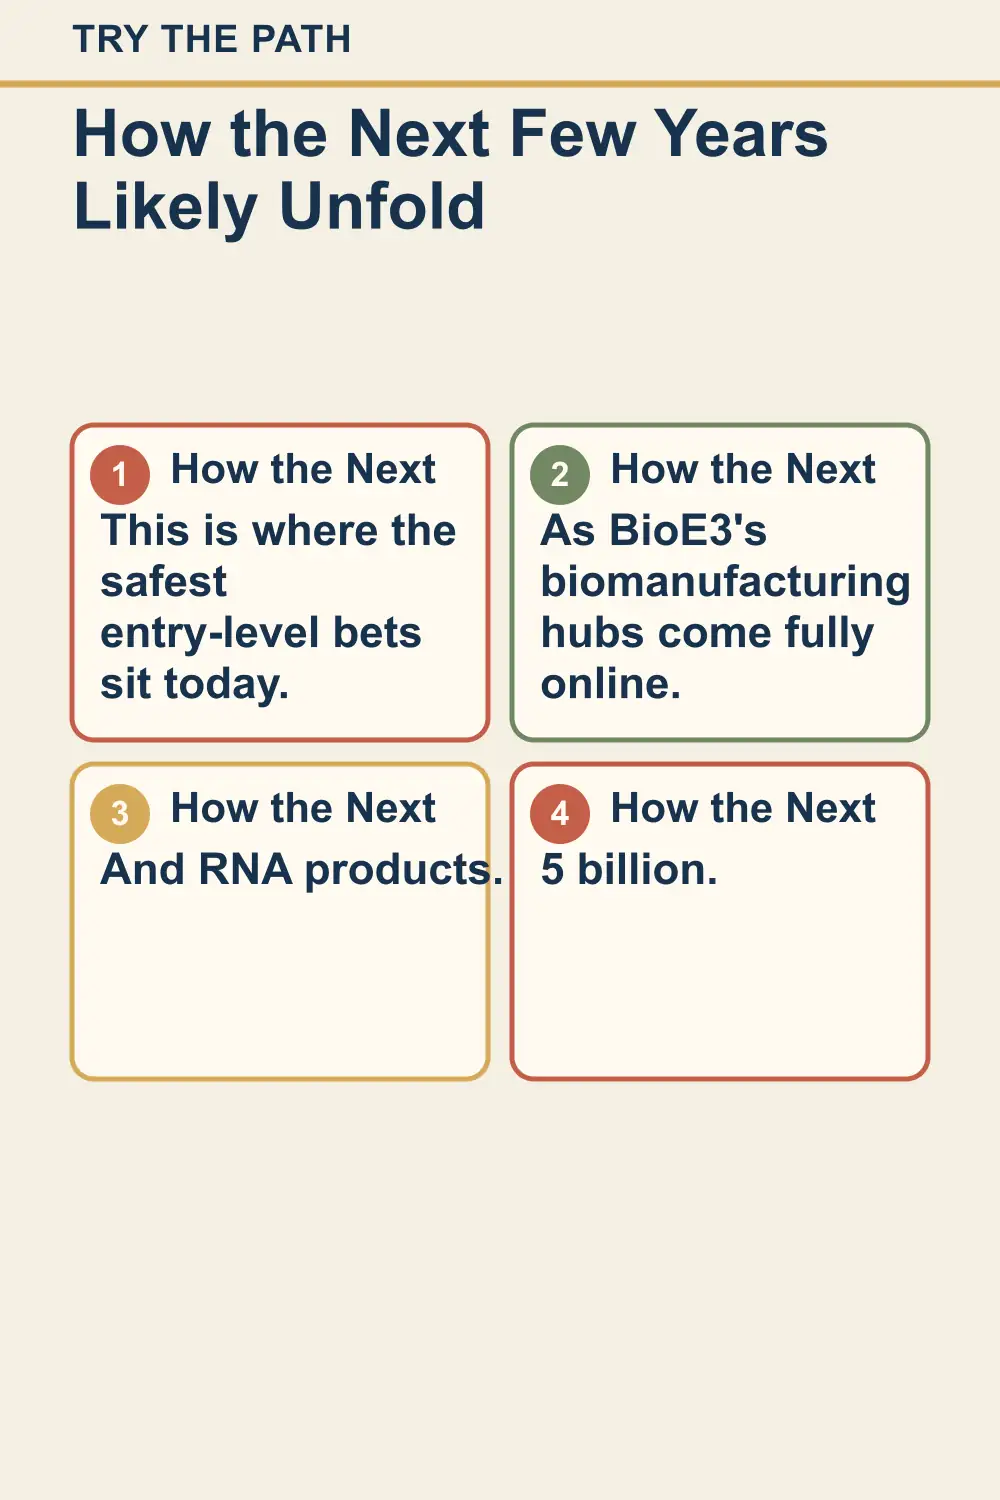 TRY THE PATH
How the Next Few Years
Likely Unfold
1 How the Next
This is where the
safest
entry-level bets
sit today.
2 How the Next
As BioE3's
biomanufacturing
hubs come fully
online.
3 How the Next
And RNA products.
4 How the Next
5 billion.